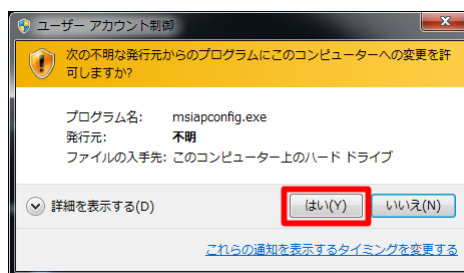 ユーザー アカウント制御
次の不明な発行元からのプログラムにこのコンピューターへの変更を許
可しますか?
プログラム名: msiapconfig.exe
発行元: 不明
ファイルの入手先: このコンピューター上のハード ドライブ
詳細を表示する(D) はい(Y) いいえ(N)
これらの通知を表示するタイミングを変更する